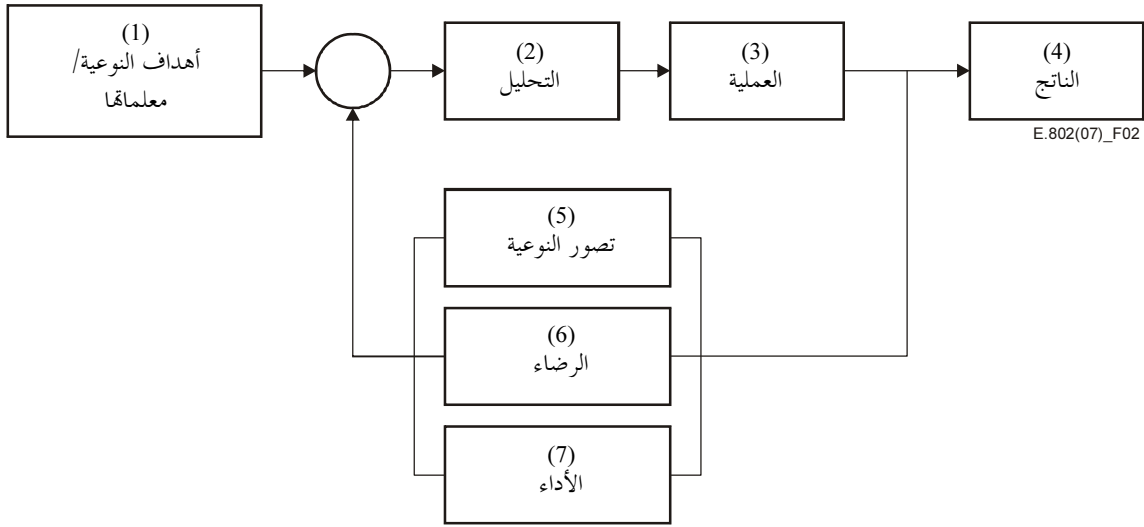 (1)
أهداف النوعية/
معلماتها
(2)
التحليل
(3)
العملية
(4)
الناتج
E.802(07)_F02
(5)
تصور النوعية
(6)
الرضاء
(7)
الأداء